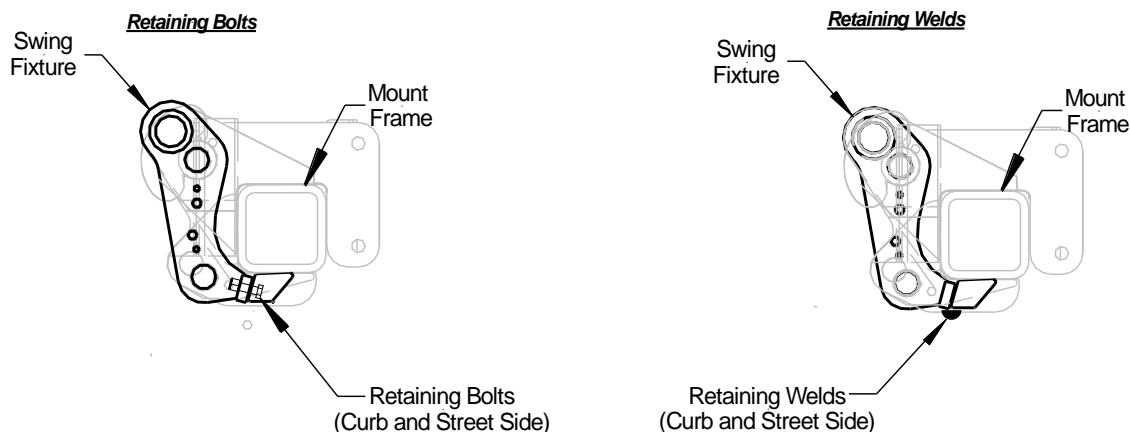 Retaining Bolts
Swing
Fixture
Mount
Frame
Retaining Bolts
(Curb and Street Side)
Retaining Welds
Swing
Fixture
Mount
Frame
Retaining Welds
(Curb and Street Side)